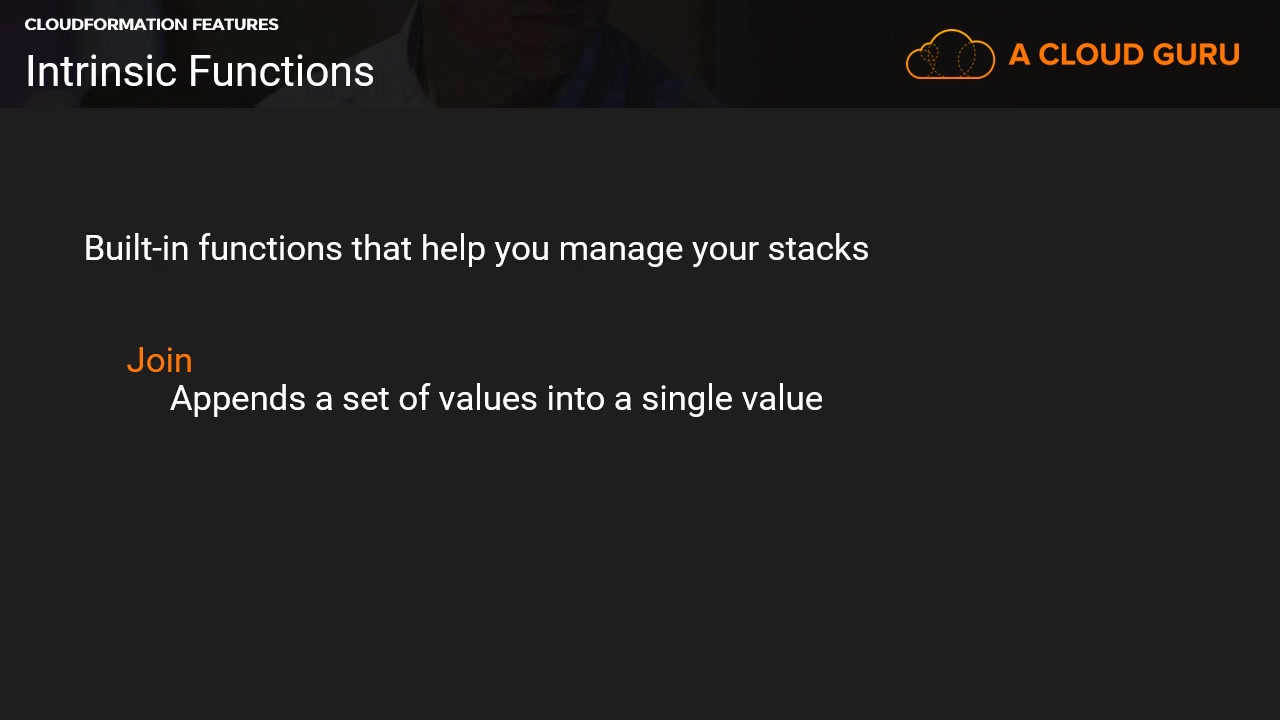 CLOUDFORMATION FEATURES
Intrinsic Functions
A CLOUD GURU
Built-in functions that help you manage your stacks
Join
Appends a set of values into a single value